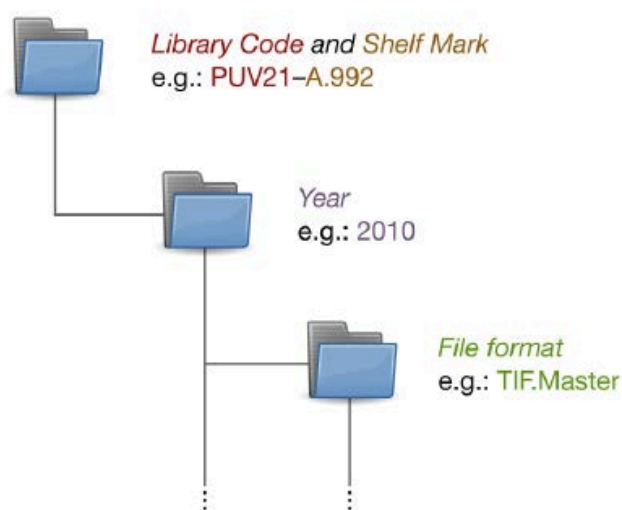 Library Code and Shelf Mark
e.g.: PUV21–A.992
Year
e.g.: 2010
File format
e.g.: TIF.Master